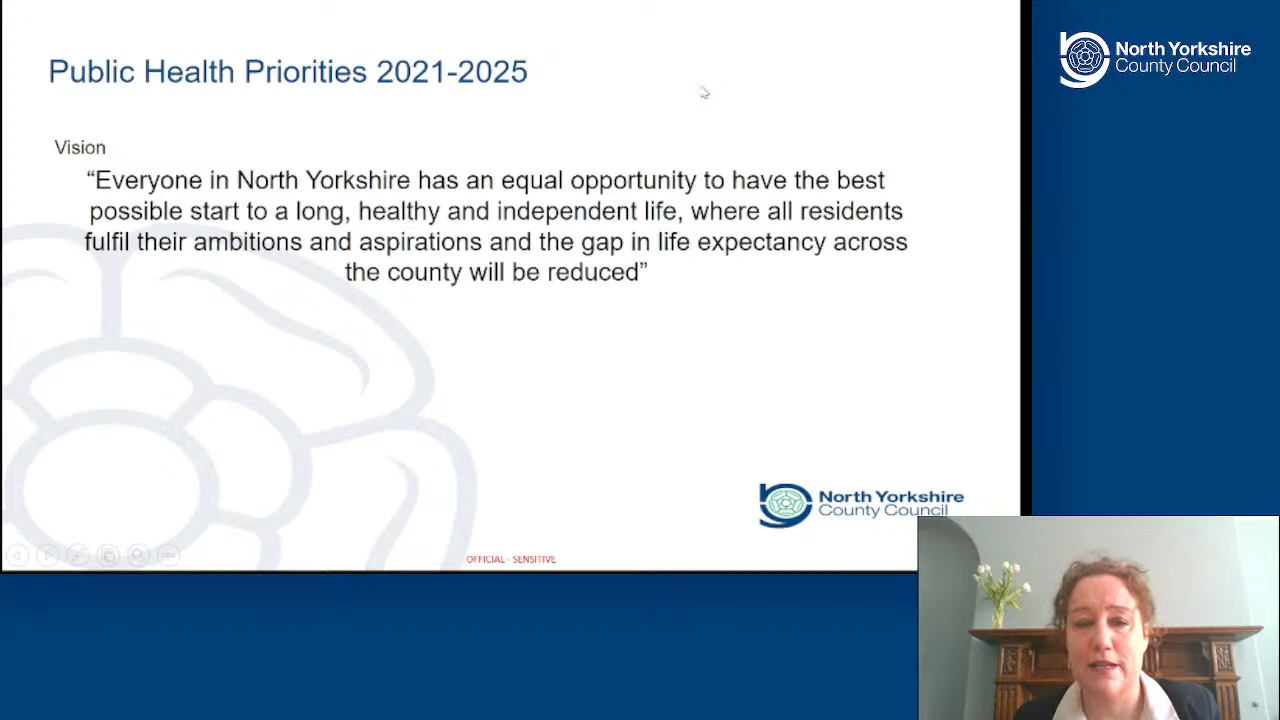 Public Health Priorities 2021-2025
Vision
“Everyone in North Yorkshire has an equal opportunity to have the best
possible start to a long, healthy and independent life, where all residents
fulfil their ambitions and aspirations and the gap in life expectancy across
the county will be reduced”
North Yorkshire
County Council
OFFICIAL - SENSITIVE
North Yorkshire
County Council